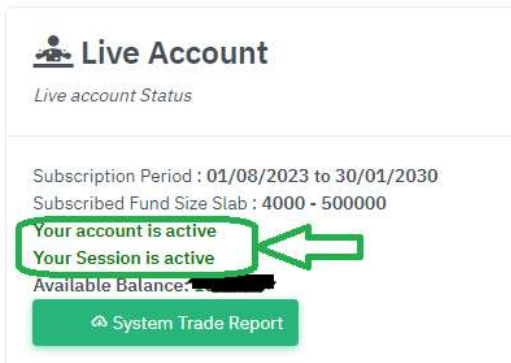 Live Account
Live account Status
Subscription Period : 01/08/2023 to 30/01/2030
Subscribed Fund Size Slab : 4000 - 500000
Your account is active
Your Session is active
Available Balance:
System Trade Report